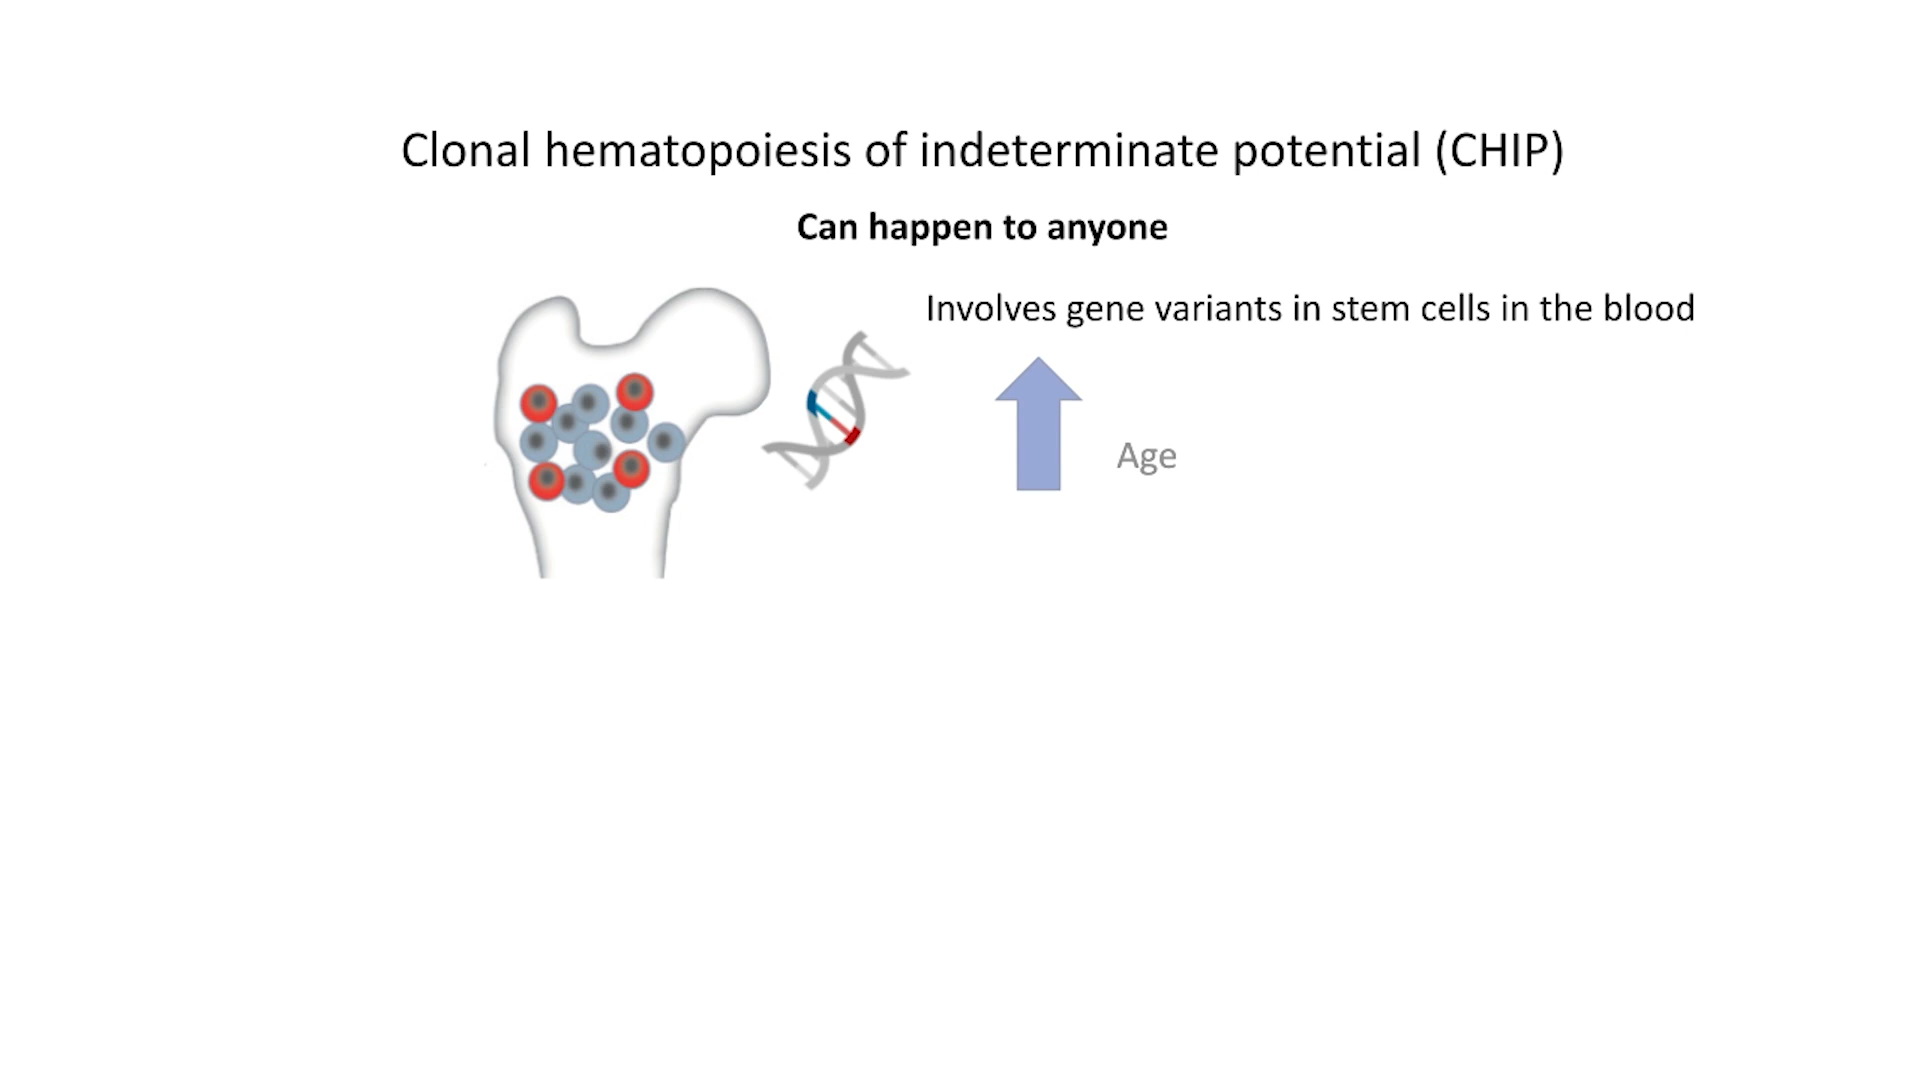 Clonal hematopoiesis of indeterminate potential (CHIP)
Can happen to anyone
Involves gene variants in stem cells in the blood
Age